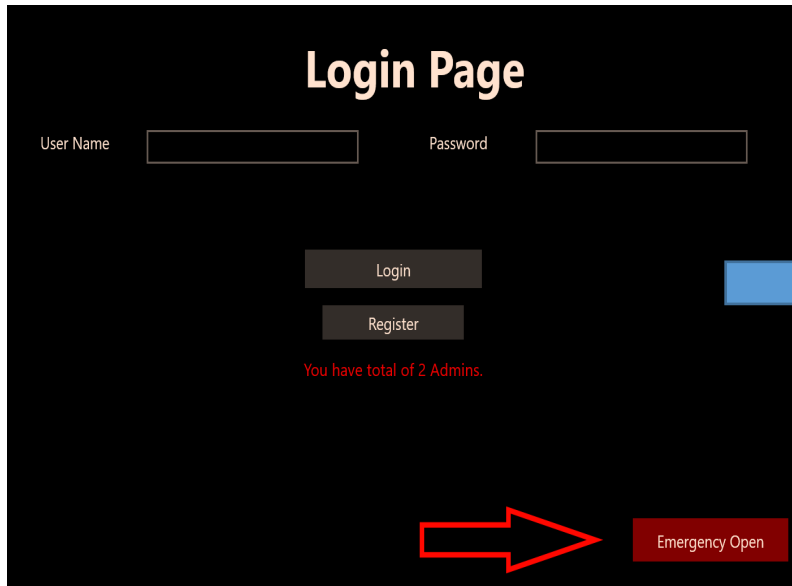 Login Page
User Name
Password
Login
Register
You have total of 2 Admins.
Emergency Open